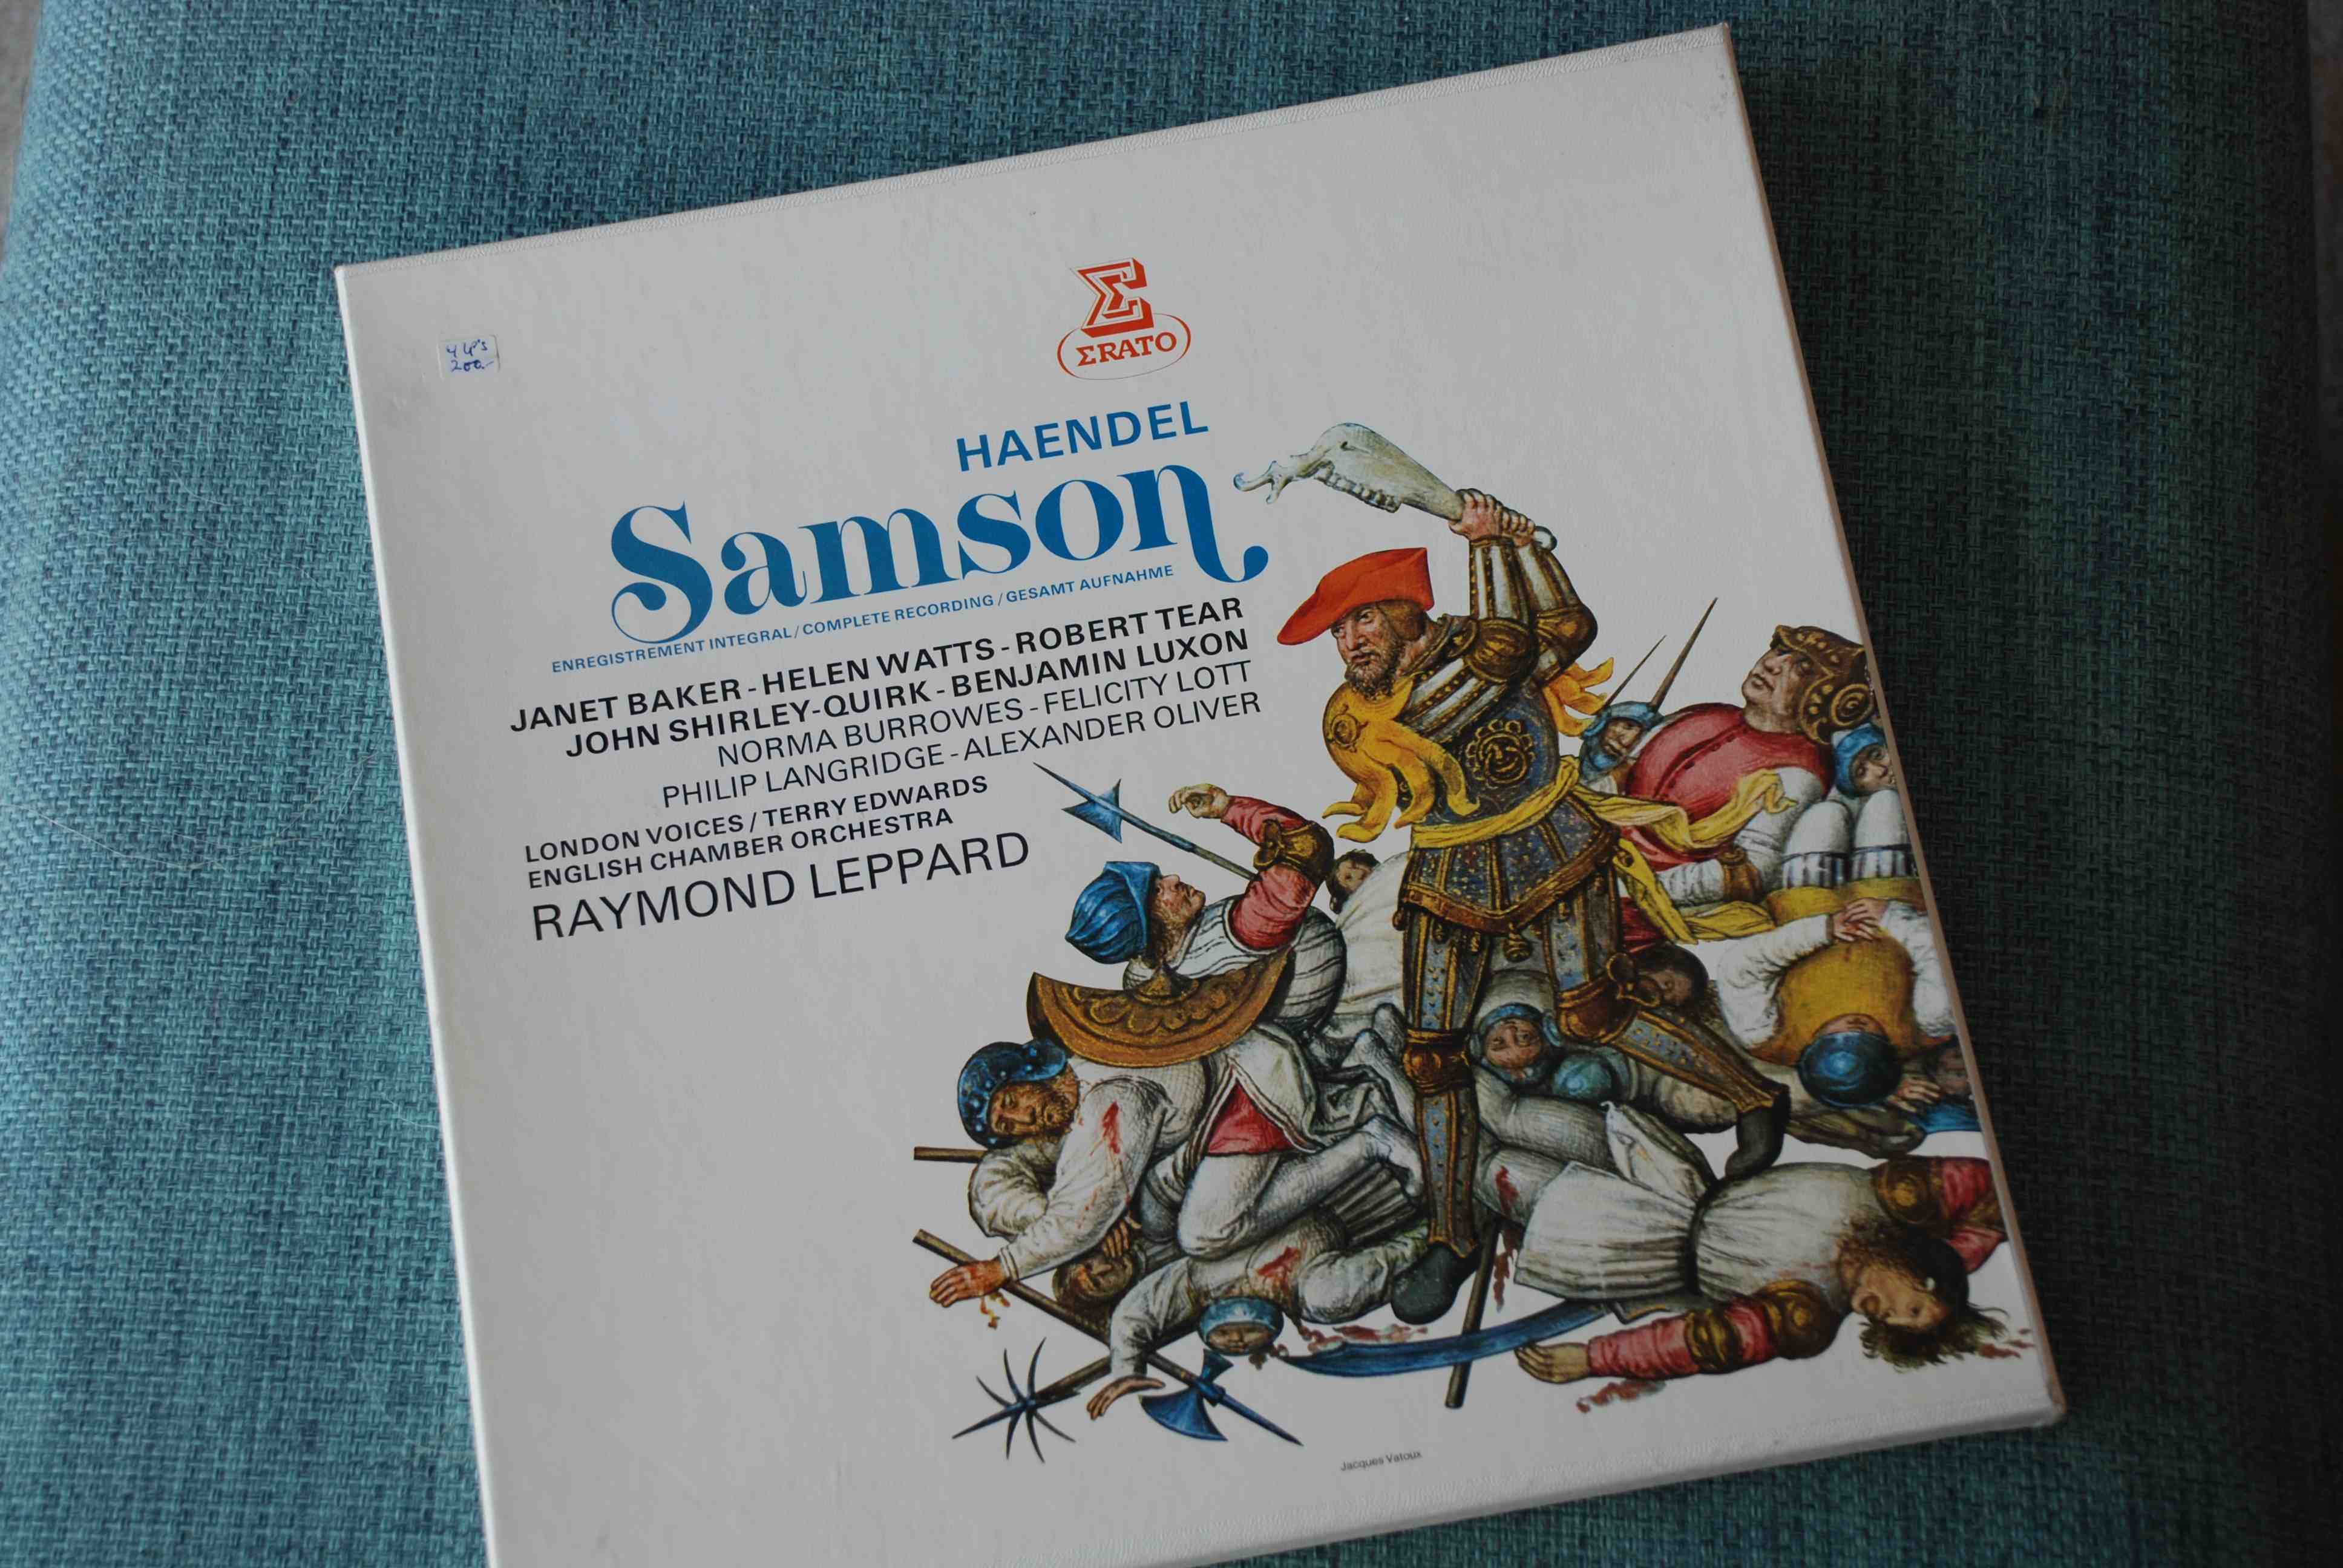 4 LP's
200.-
Σ
ΣRATO
HAENDEL
Samson
ENREGISTREMENT INTEGRAL / COMPLETE RECORDING / GESAMT AUFNAHME
JANET BAKER - HELEN WATTS - ROBERT TEAR
JOHN SHIRLEY-QUIRK - BENJAMIN LUXON
NORMA BURROWES - FELICITY LOTT
PHILIP LANGRIDGE - ALEXANDER OLIVER
LONDON VOICES / TERRY EDWARDS
ENGLISH CHAMBER ORCHESTRA
RAYMOND LEPPARD
Jacques Vatoux